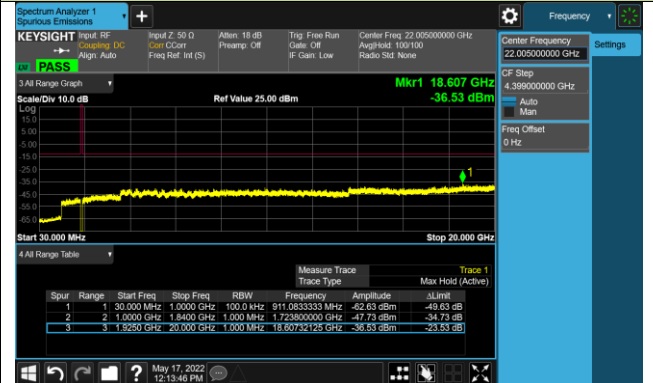 Spectrum Analyzer 1
Spurious Emissions
Frequency
KEYSIGHT
Input: RF
Coupling: DC
Align: Auto
Input Z: 50 Ω
Corr CCorr
Freq Ref: Int (S)
Atten: 18 dB
Preamp: Off
Trig: Free Run
Gate: Off
IF Gain: Low
Center Freq: 22.005000000 GHz
Avg|Hold: 100/100
Radio Std: None
PASS
Center Frequency
22.005000000 GHz
Settings
CF Step
4.399000000 GHz
Auto
Man
Freq Offset
0 Hz
3 All Range Graph
Mkr1 18.607 GHz
Scale/Div 10.0 dB
Ref Value 25.00 dBm
-36.53 dBm
Log
15.0
5.00
-5.00
-15.0
-25.0
-35.0
-45.0
-55.0
-65.0
1
Start 30.000 MHz
Stop 20.000 GHz
4 All Range Table
Measure Trace Trace 1
Trace Type Max Hold (Active)
Spur Range Start Freq Stop Freq RBW Frequency Amplitude ΔLimit
1 1 30.000 MHz 1.0000 GHz 100.0 kHz 911.0833333 MHz -62.63 dBm -49.63 dB
2 2 1.0000 GHz 1.8400 GHz 1.000 MHz 1.723800000 GHz -47.73 dBm -34.73 dB
3 3 1.9250 GHz 20.000 GHz 1.000 MHz 18.60732125 GHz -36.53 dBm -23.53 dB
May 17, 2022
12:13:46 PM